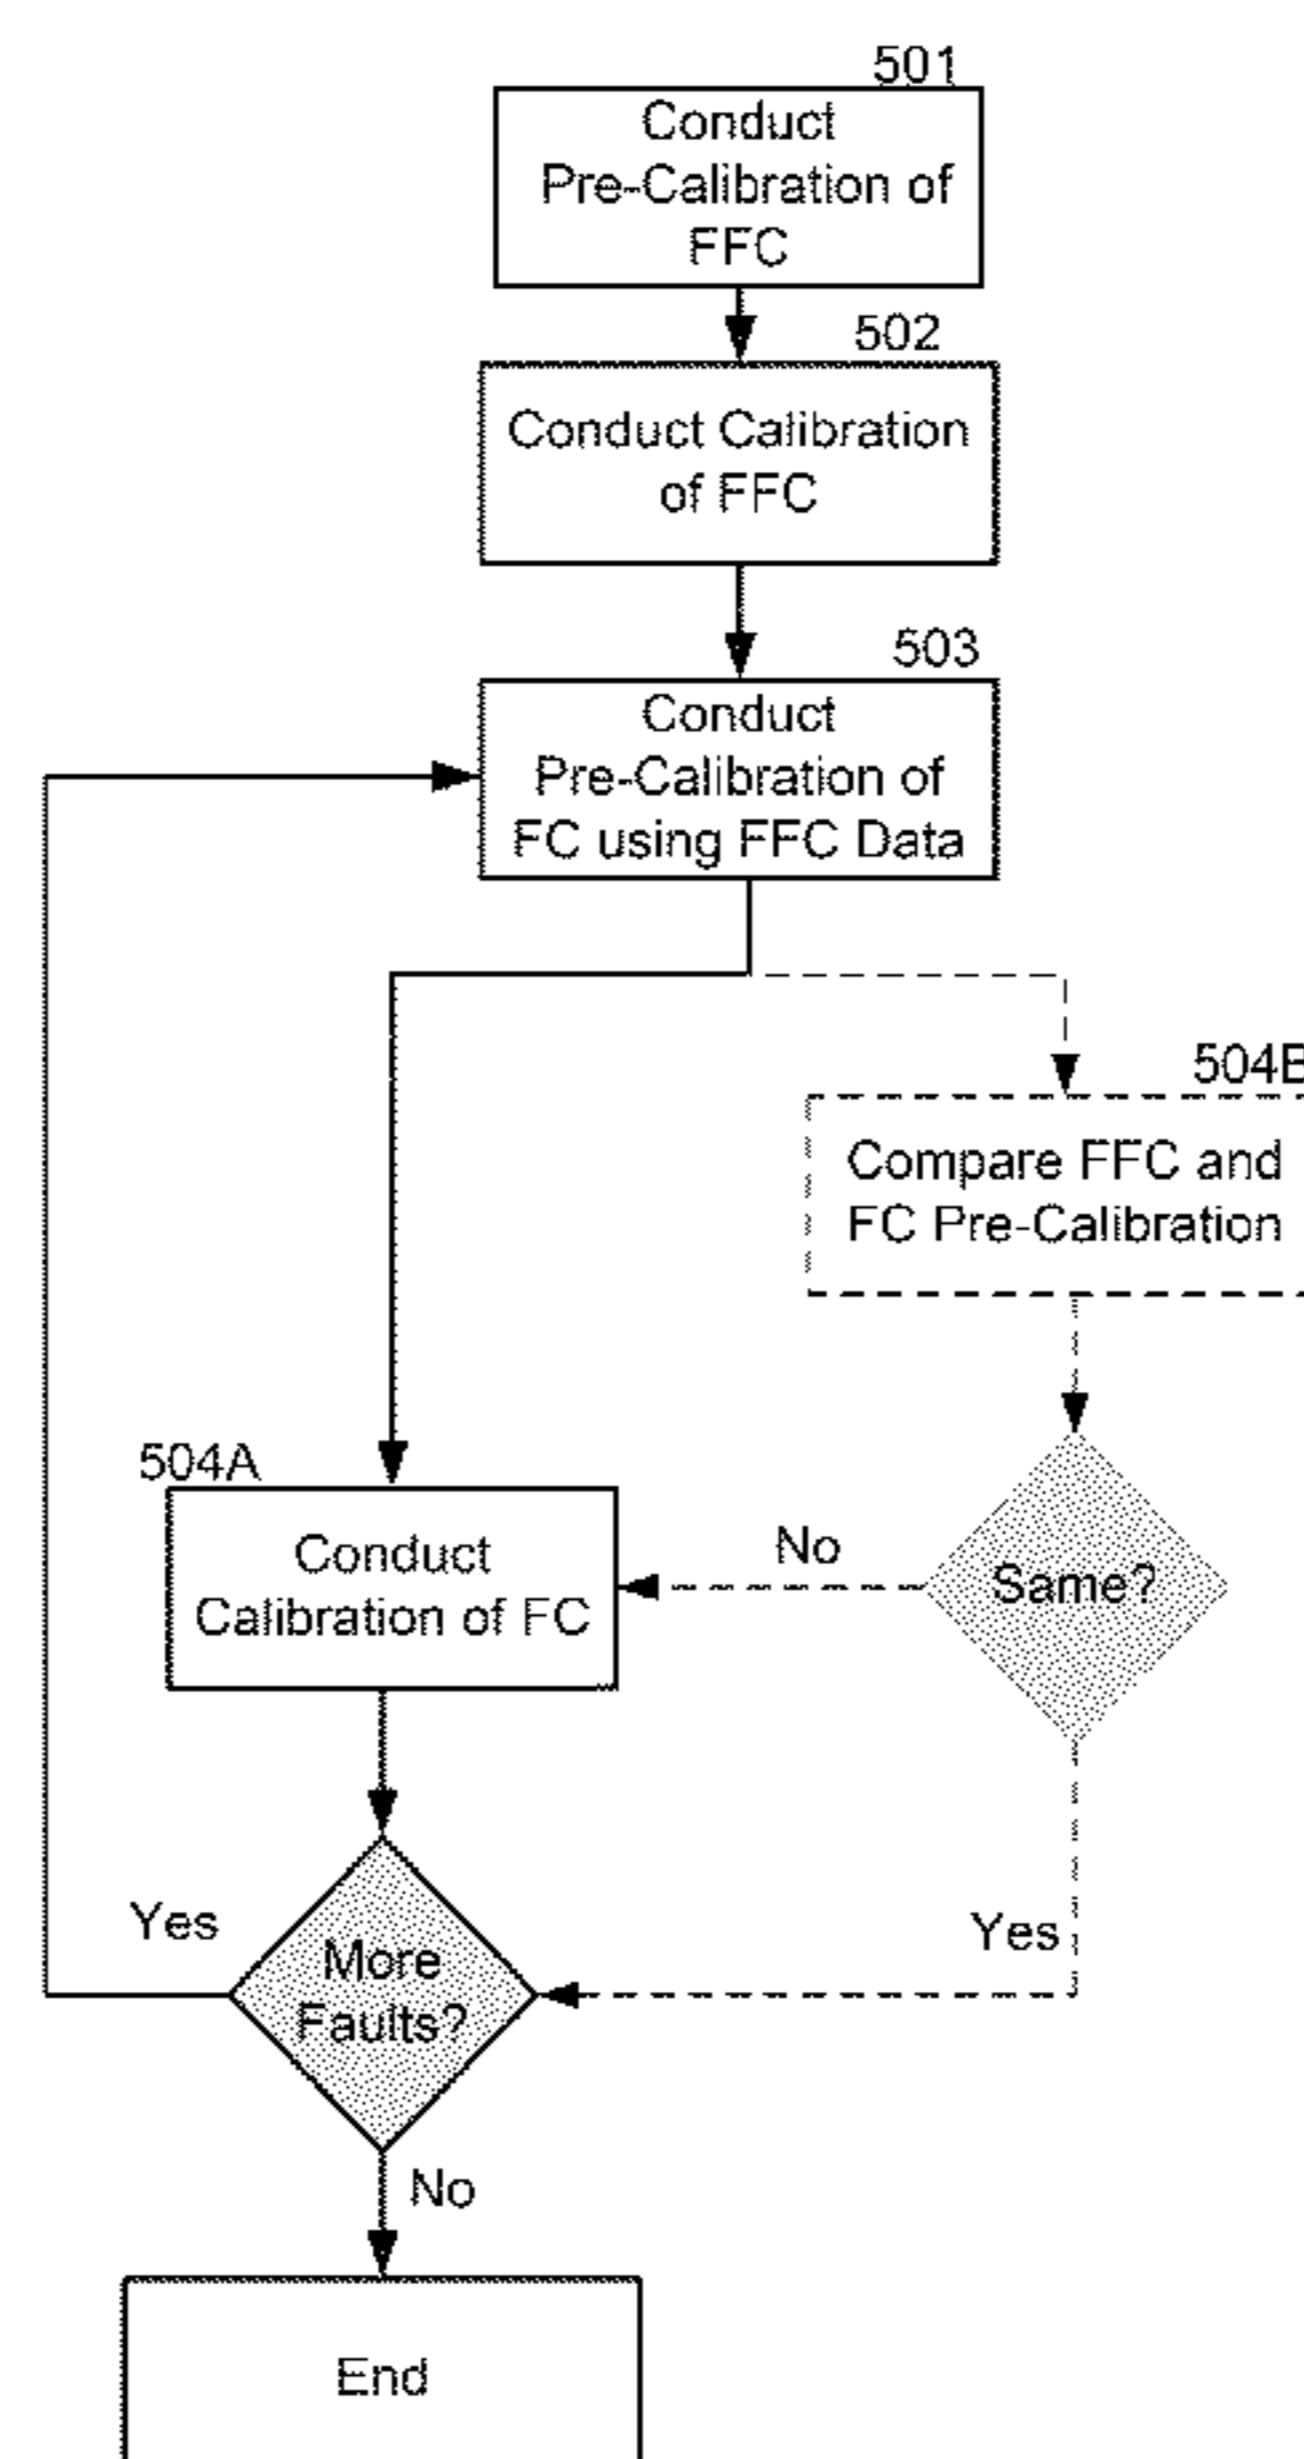 501
Conduct
Pre-Calibration of
FFC
502
Conduct Calibration
of FFC
503
Conduct
Pre-Calibration of
FC using FFC Data
504B
Compare FFC and
FC Pre-Calibration
504A
Conduct
Calibration of FC
No
Same?
Yes
More
Faults?
Yes
No
End